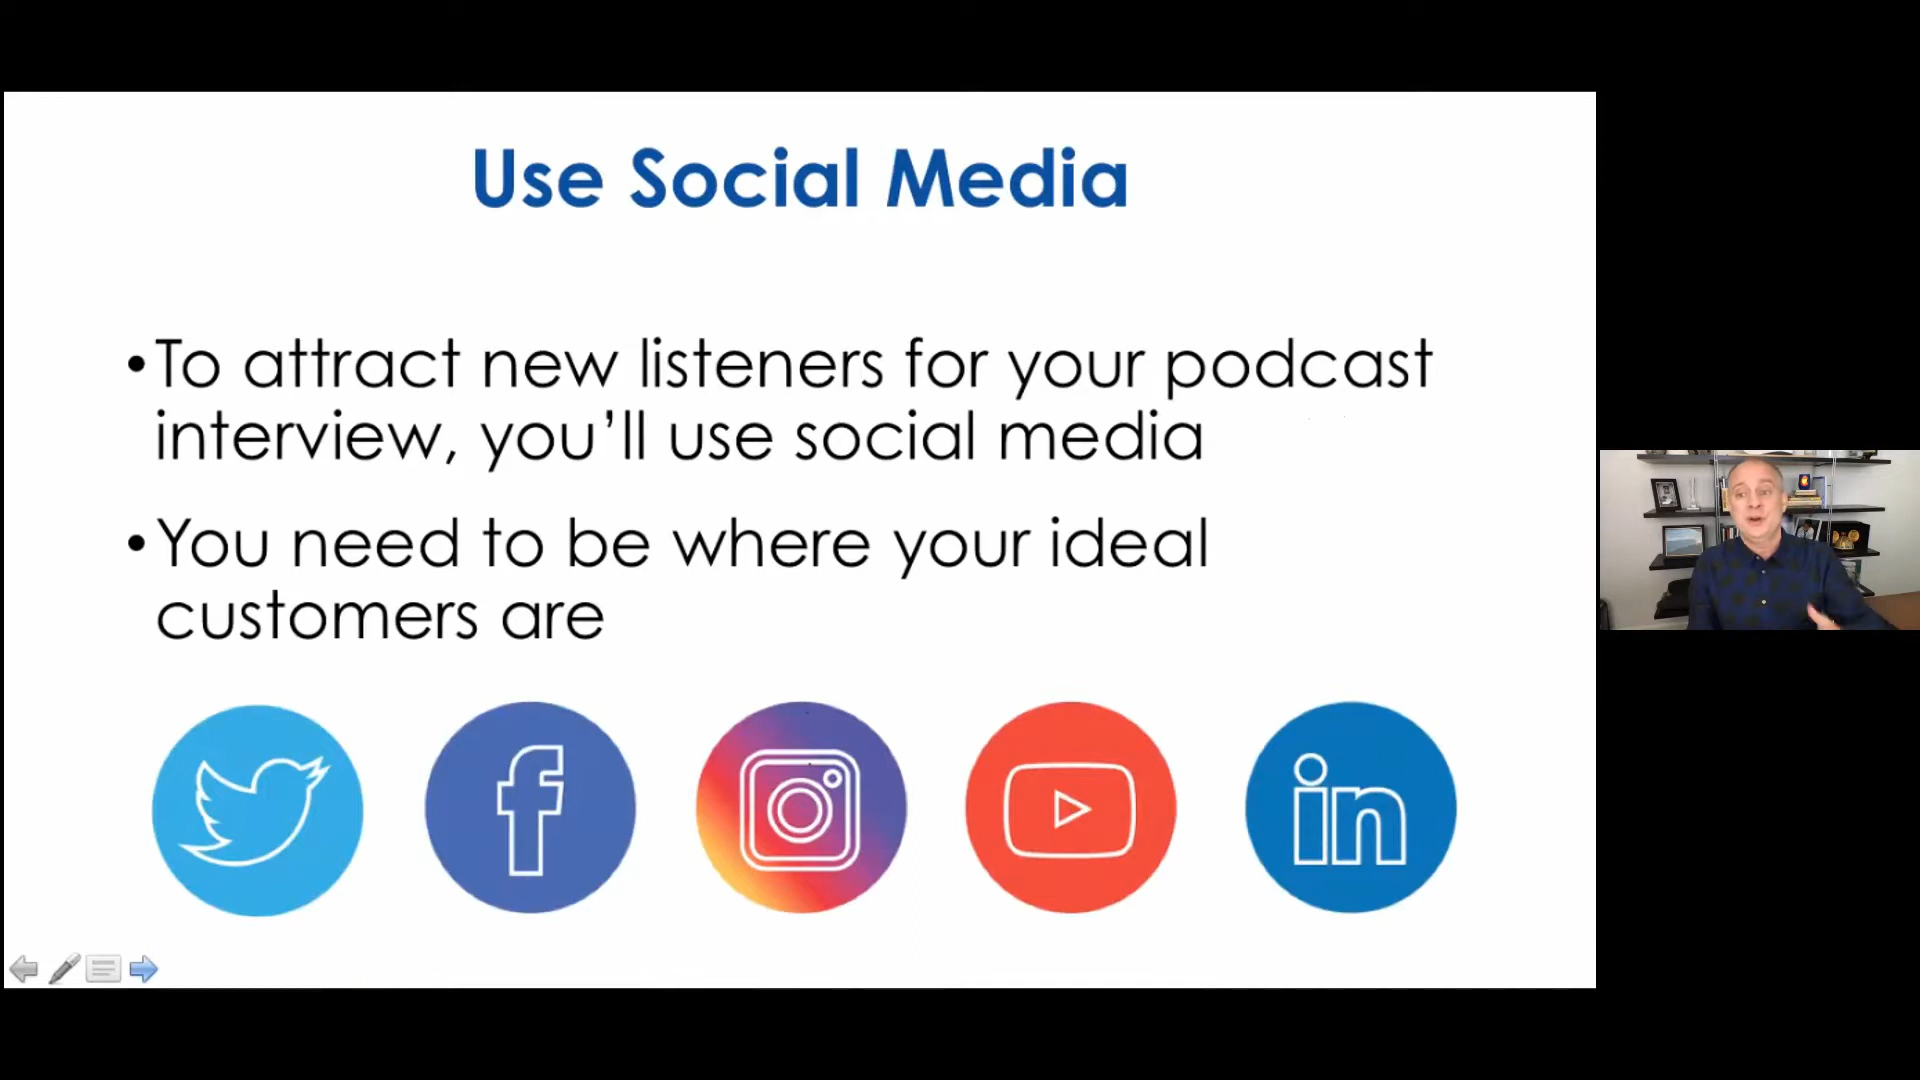 Use Social Media
•To attract new listeners for your podcast
interview, you’ll use social media
•You need to be where your ideal
customers are
f
in